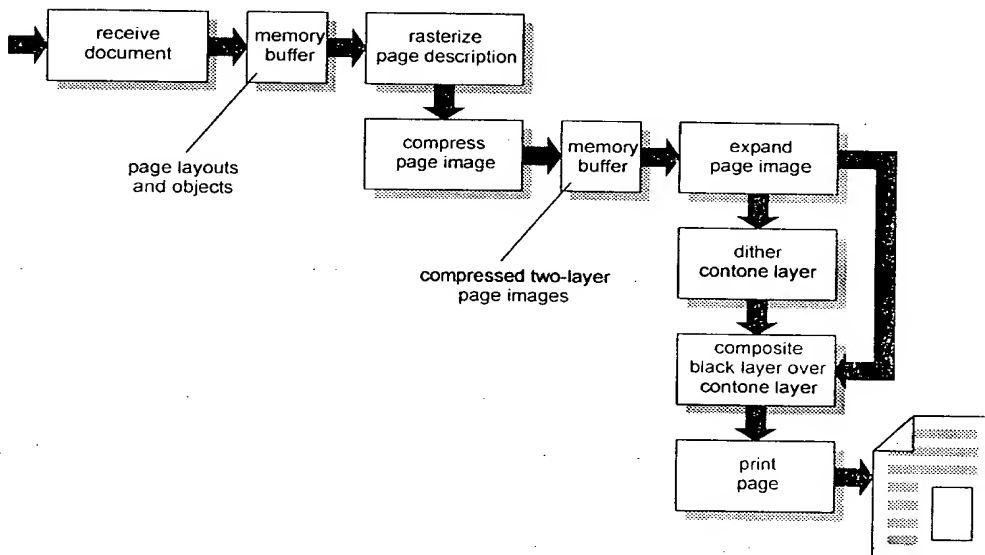 receive
document
memory
buffer
rasterize
page description
page layouts
and objects
compress
page image
memory
buffer
expand
page image
compressed two-layer
page images
dither
contone layer
composite
black layer over
contone layer
print
page